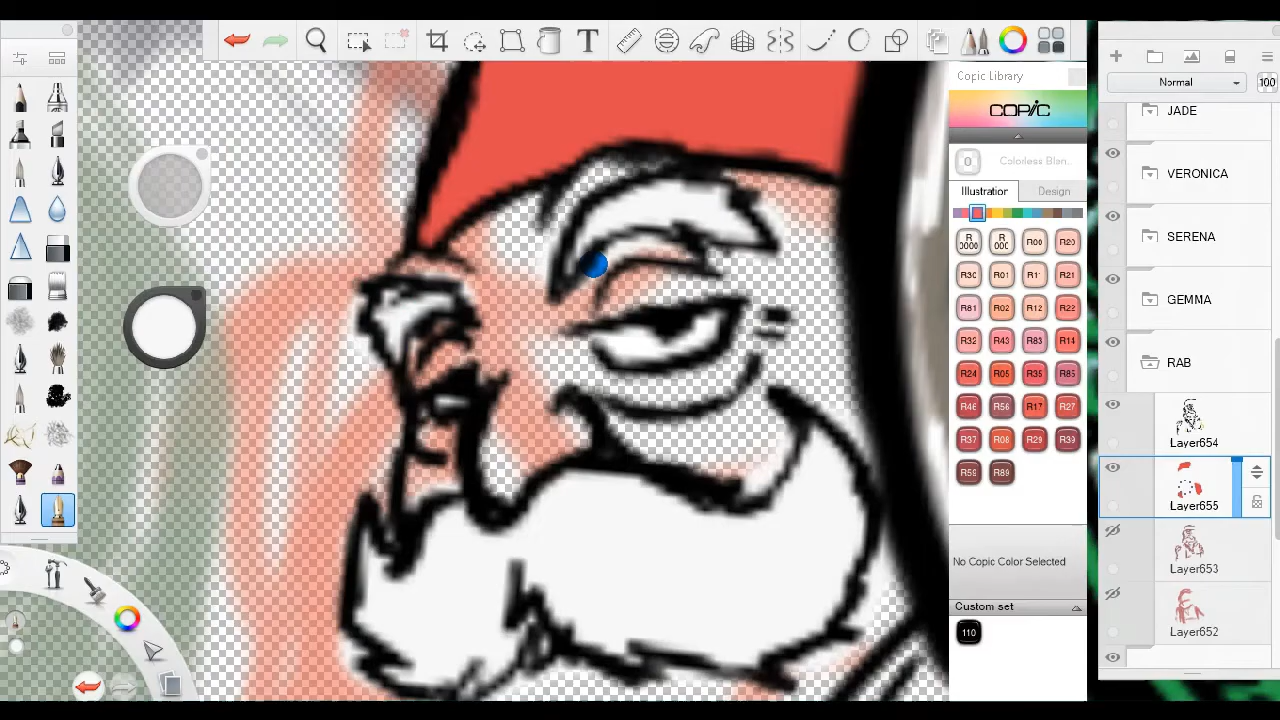 T
Copic Library
COPIC
0 Colorless Blen...
Illustration Design
R 0000 R 000 R00 R20
R30 R01 R11 R21
R81 R02 R12 R22
R32 R43 R83 R14
R24 R05 R35 R85
R46 R56 R17 R27
R37 R08 R29 R39
R59 R89
No Copic Color Selected
Custom set
110
Normal 100
JADE
VERONICA
SERENA
GEMMA
RAB
Layer654
Layer655
Layer653
Layer652